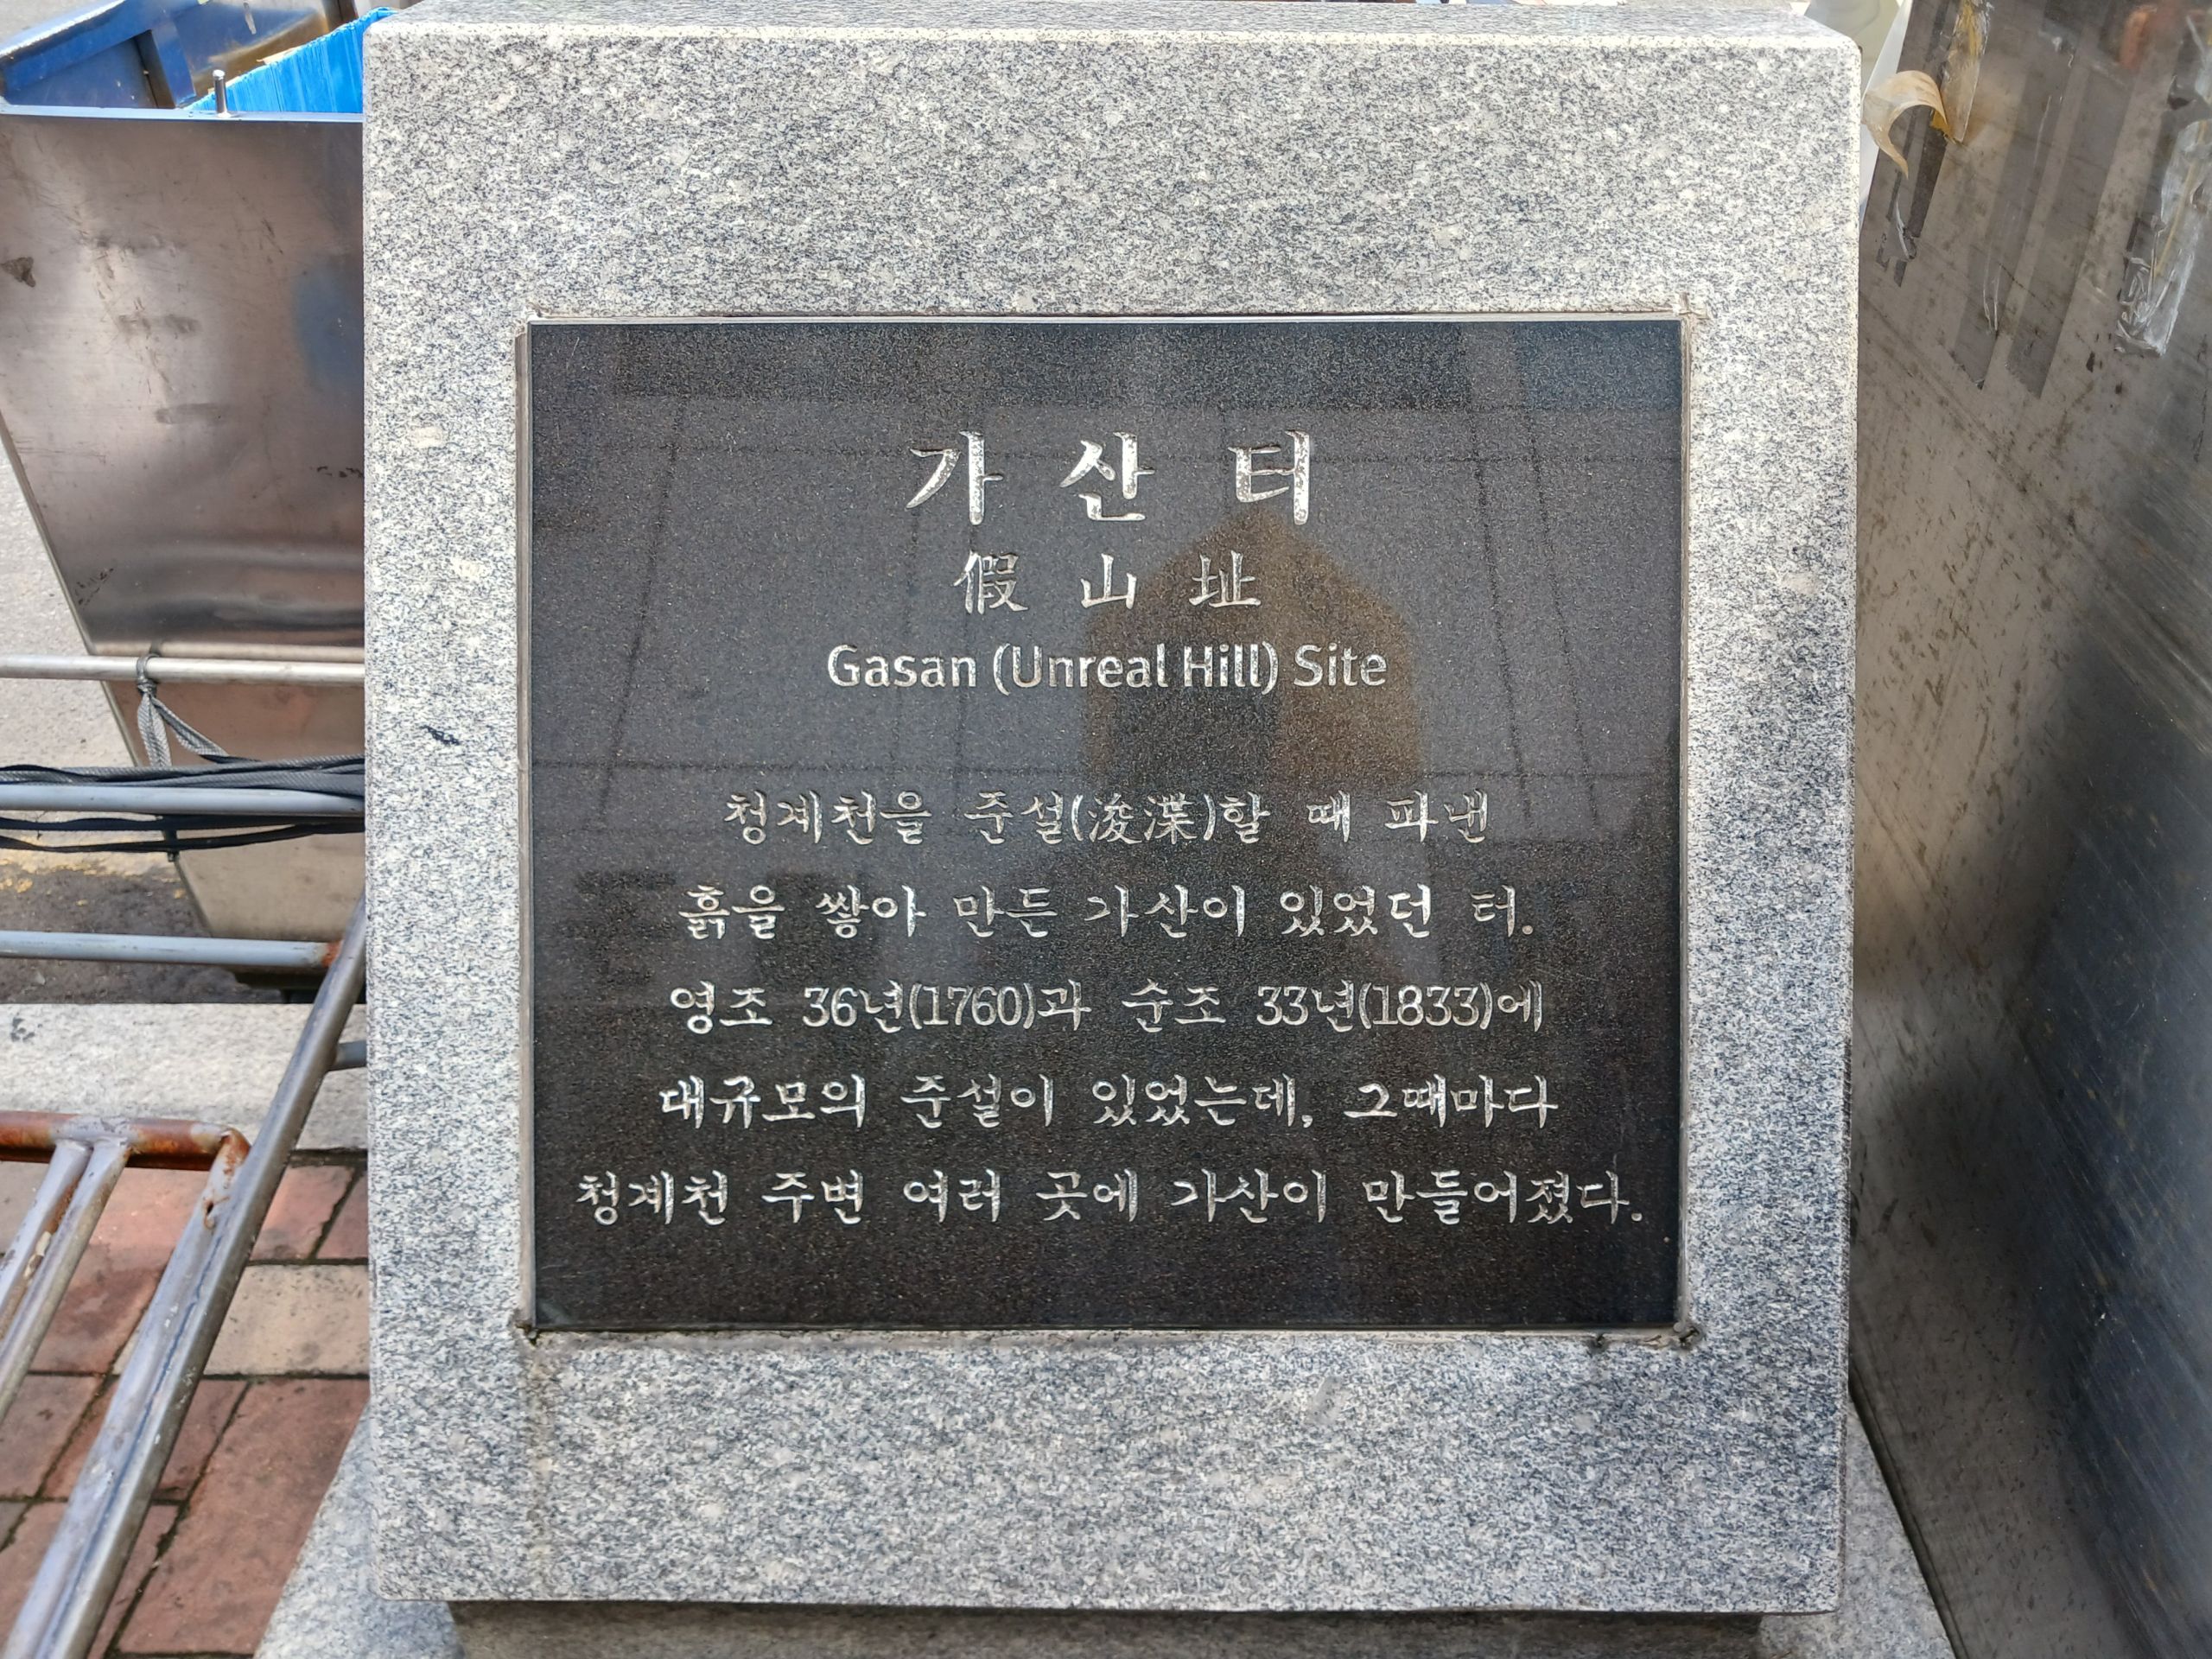 가 산 터
假 山 址
Gasan (Unreal Hill) Site
청계천을 준설(浚渫)할 때 파낸
흙을 쌓아 만든 가산이 있었던 터.
영조 36년(1760)과 순조 33년(1833)에
대규모의 준설이 있었는데, 그때마다
청계천 주변 여러 곳에 가산이 만들어졌다.